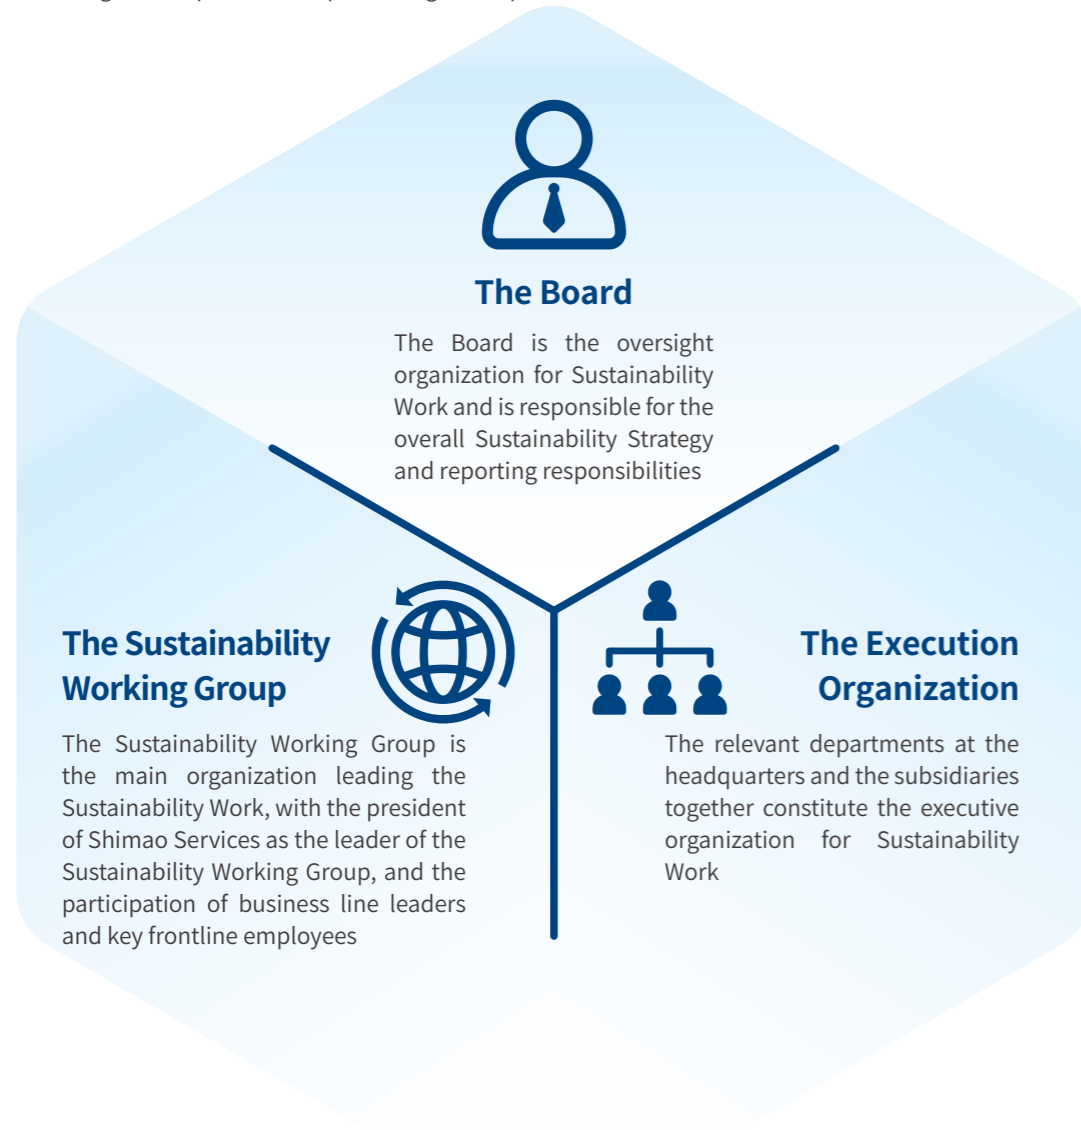 The Board
The Board is the oversight
organization for Sustainability
Work and is responsible for the
overall Sustainability Strategy
and reporting responsibilities
The Sustainability
Working Group
The Sustainability Working Group is
the main organization leading the
Sustainability Work, with the president
of Shimao Services as the leader of the
Sustainability Working Group, and the
participation of business line leaders
and key frontline employees
The Execution
Organization
The relevant departments at the
headquarters and the subsidiaries
together constitute the executive
organization for Sustainability
Work